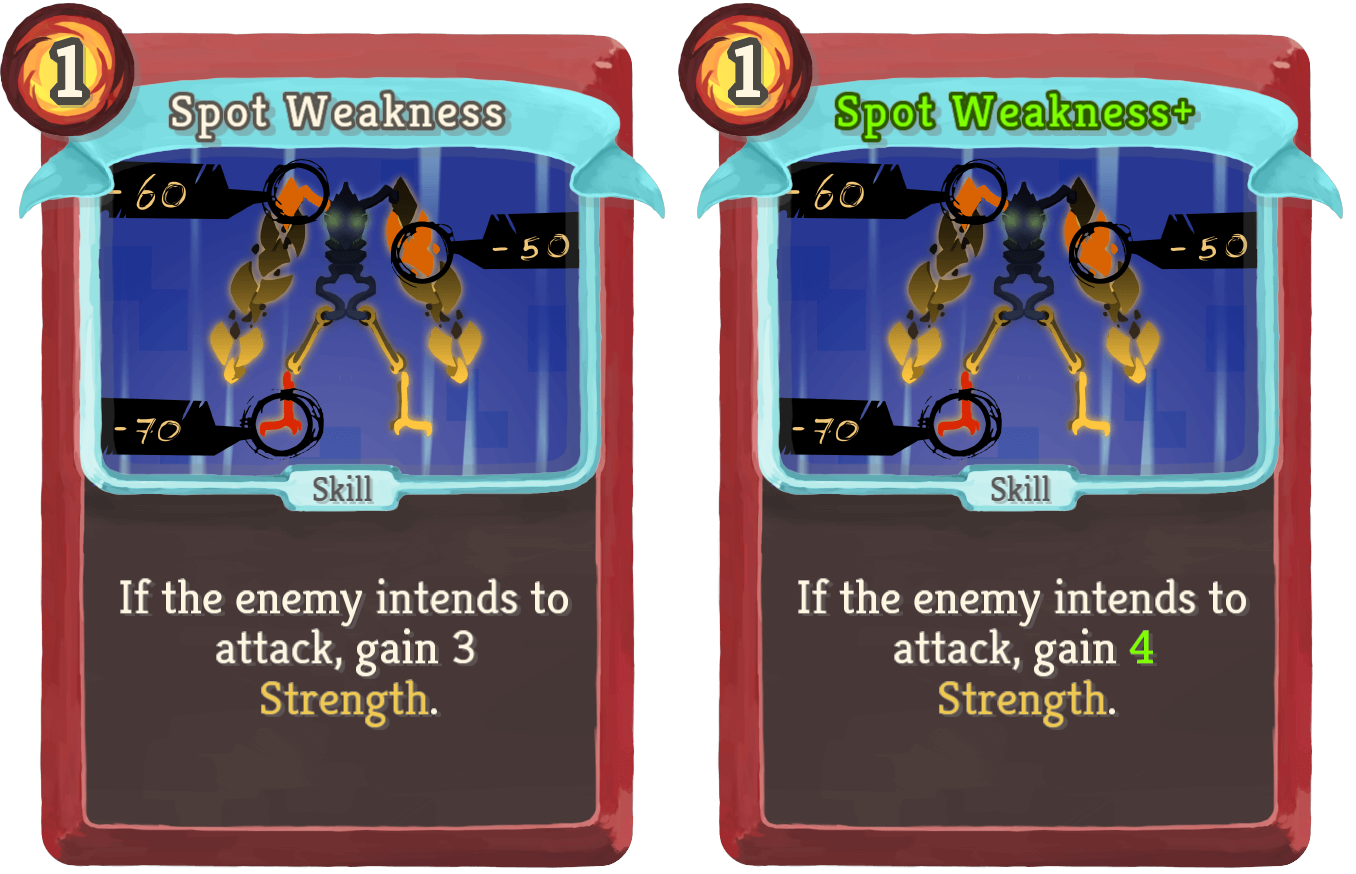 1
Spot Weakness
-60
-50
-70
Skill
If the enemy intends to
attack, gain 3
Strength.
1
Spot Weakness+
-60
-50
-70
Skill
If the enemy intends to
attack, gain 4
Strength.